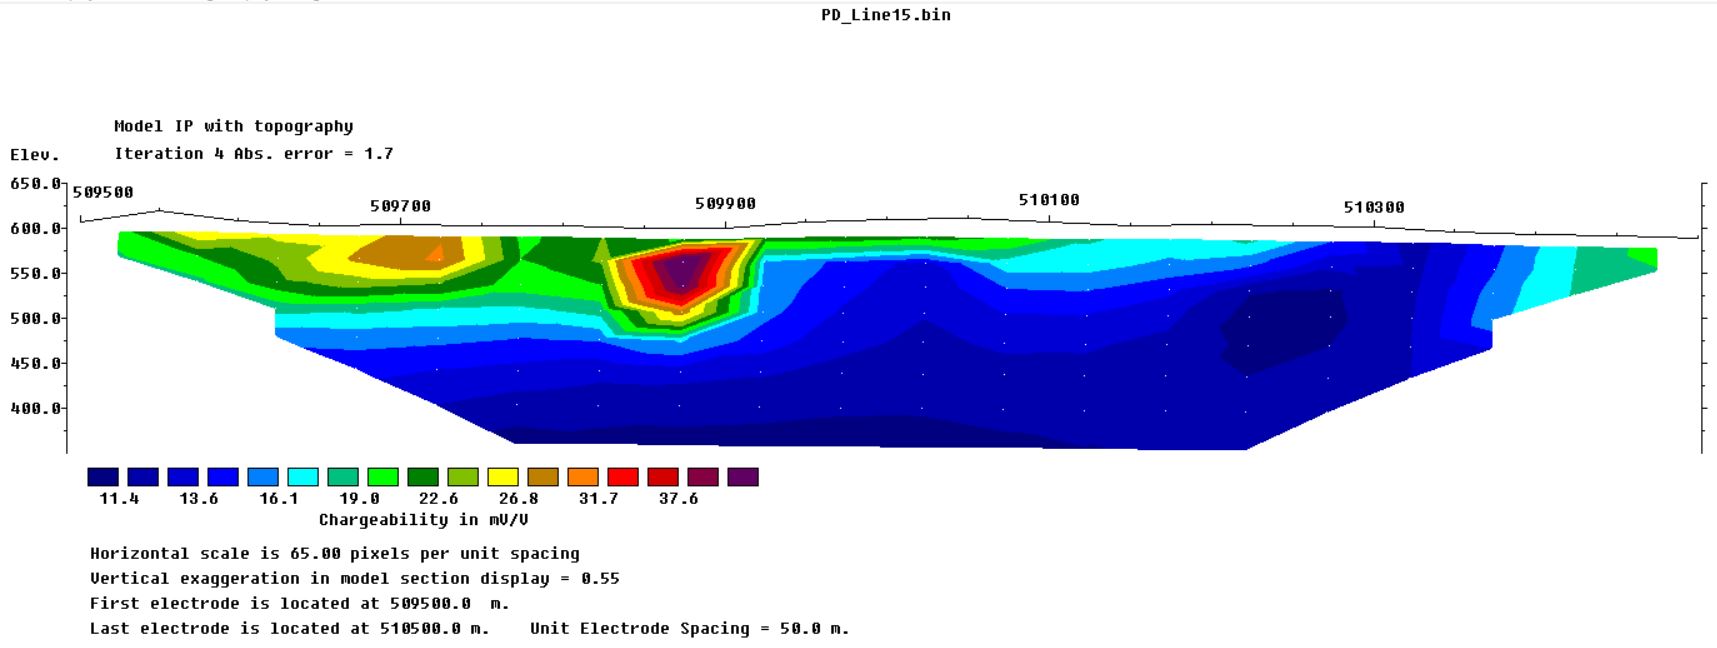 PD_Line15.bin
Model IP with topography
Elev. Iteration 4 Abs. error = 1.7
650.0
509500
509700
509900
510100
510300
600.0
550.0
500.0
450.0
400.0
11.4 13.6 16.1 19.0 22.6 26.8 31.7 37.6
Chargeability in mV/V
Horizontal scale is 65.00 pixels per unit spacing
Vertical exaggeration in model section display = 0.55
First electrode is located at 509500.0 m.
Last electrode is located at 510500.0 m. Unit Electrode Spacing = 50.0 m.